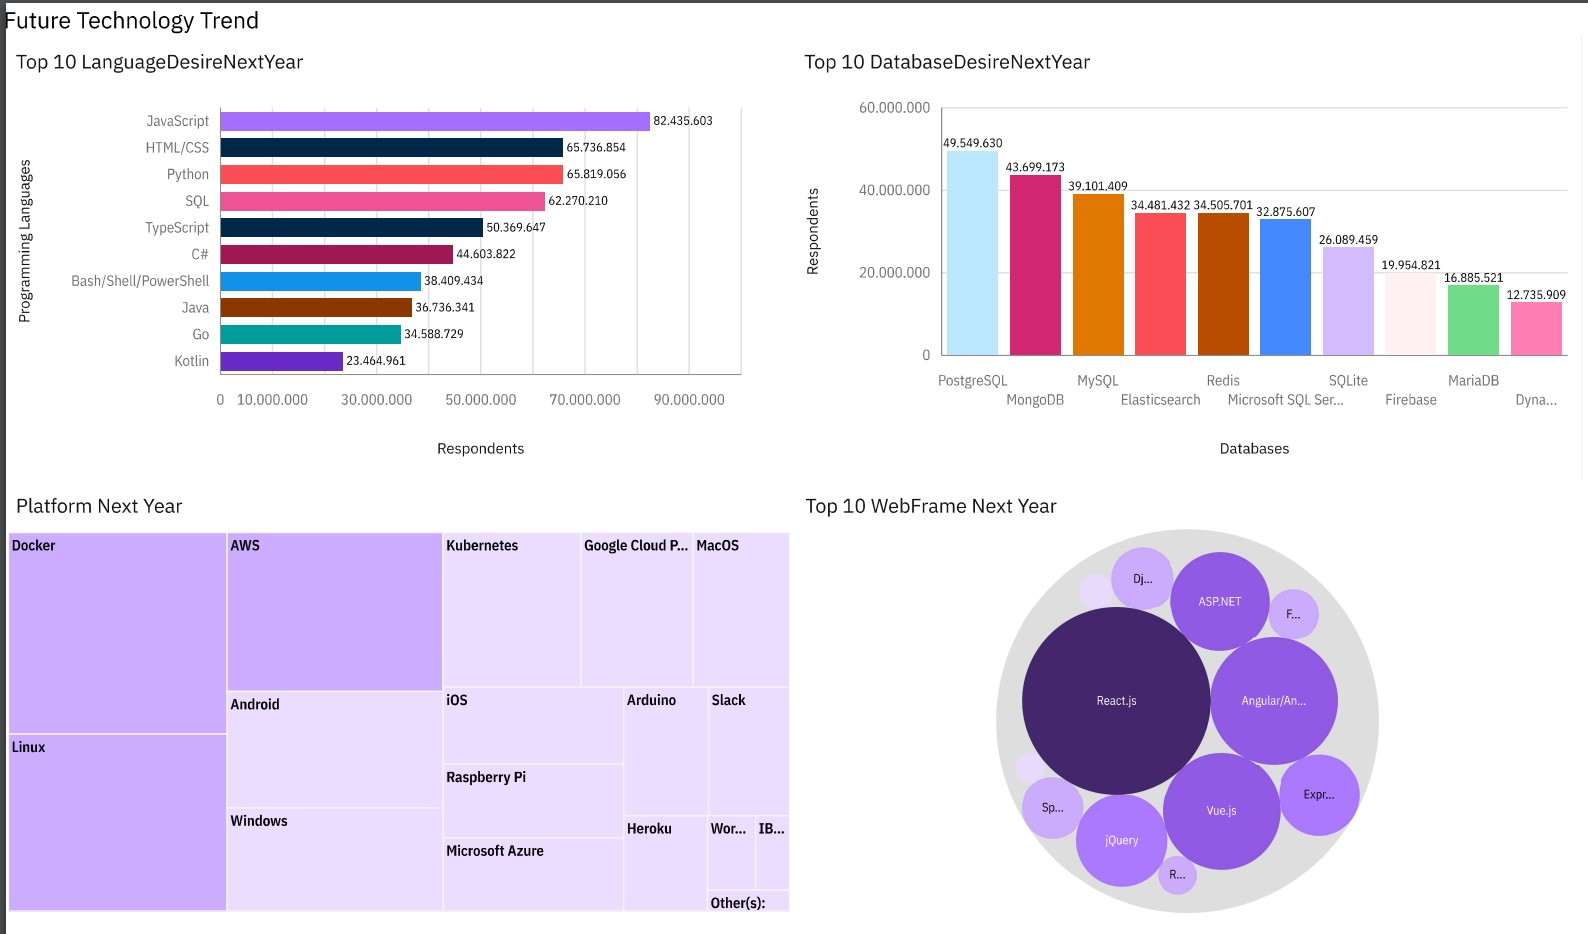 Future Technology Trend
Top 10 LanguageDesireNextYear
Programming Languages
JavaScript 82.435.603
HTML/CSS 65.736.854
Python 65.819.056
SQL 62.270.210
TypeScript 50.369.647
C# 44.603.822
Bash/Shell/PowerShell 38.409.434
Java 36.736.341
Go 34.588.729
Kotlin 23.464.961
0 10.000.000 30.000.000 50.000.000 70.000.000 90.000.000
Respondents
Top 10 DatabaseDesireNextYear
Respondents
60.000.000
40.000.000
20.000.000
0
49.549.630
43.699.173
39.101.409
34.481.432
34.505.701
32.875.607
26.089.459
19.954.821
16.885.521
12.735.909
PostgreSQL MySQL Redis SQLite MariaDB
MongoDB Elasticsearch Microsoft SQL Ser... Firebase Dyna...
Databases
Platform Next Year
Docker
Linux
AWS
Android
Windows
Kubernetes
Google Cloud P...
MacOS
iOS
Raspberry Pi
Microsoft Azure
Arduino
Slack
Heroku
Wor...
IB...
Other(s):
Top 10 WebFrame Next Year
Dj...
ASP.NET
F...
React.js
Angular/An...
Sp...
jQuery
Vue.js
Expr...
R...